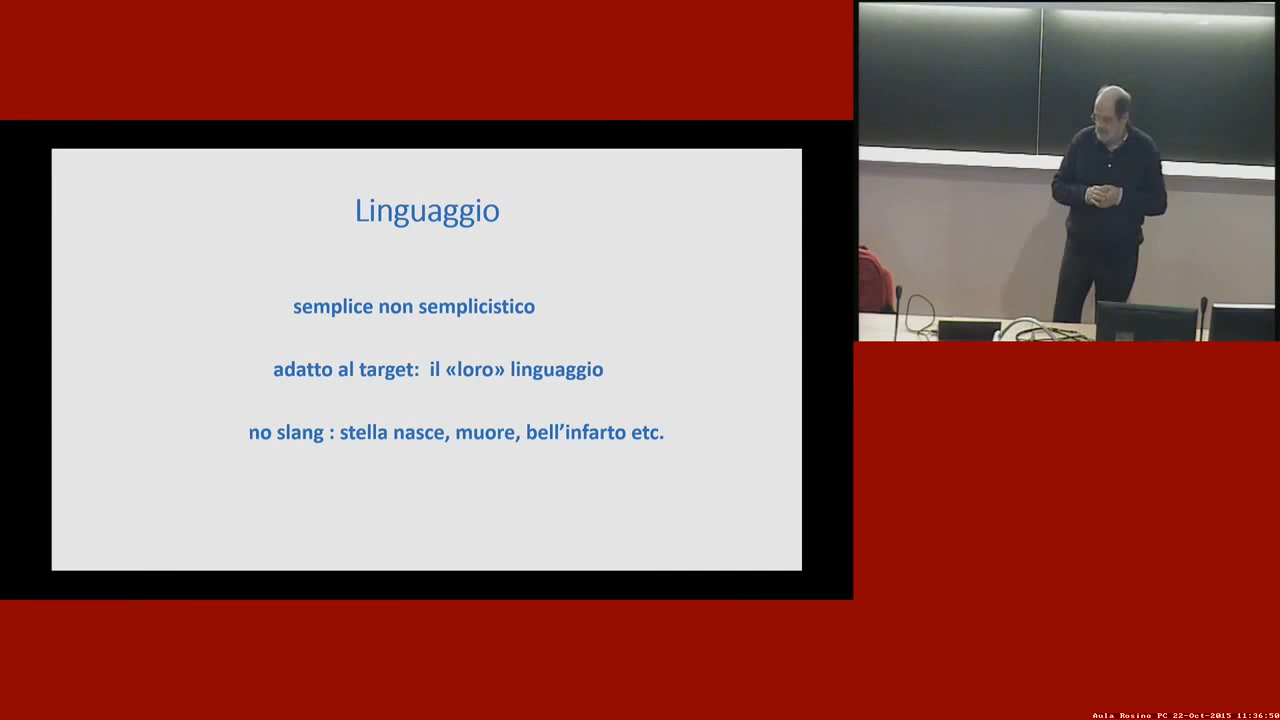 Linguaggio
semplice non semplicistico
adatto al target:  il «loro» linguaggio
no slang : stella nasce, muore, bell’infarto etc.
Aula Rosino PC 22-Oct-2015 11:36:50